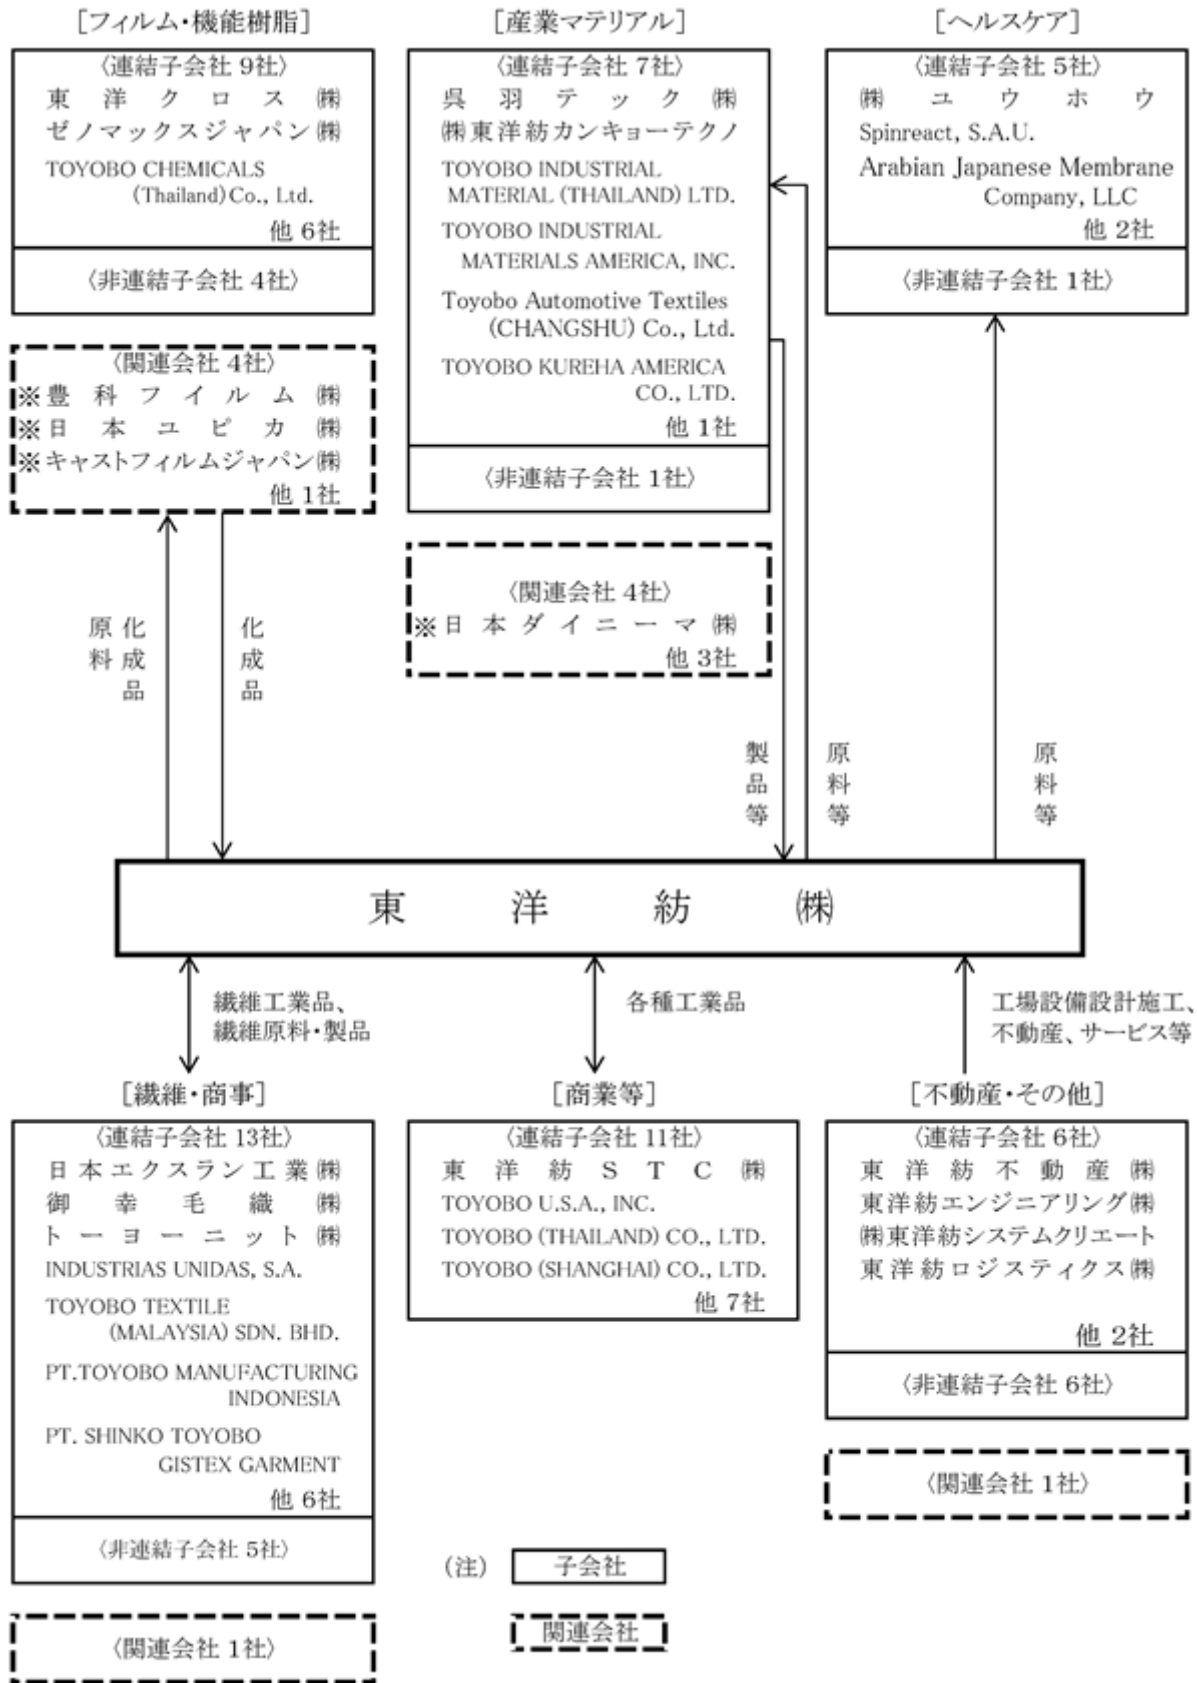 [フィルム・機能樹脂]
〈連結子会社 9社〉
東洋クロス㈱
ゼノマックスジャパン㈱
TOYOBO CHEMICALS
(Thailand)Co., Ltd.
他 6社
〈非連結子会社 4社〉
〈関連会社 4社〉
※豊科フイルム㈱
※日本ユピカ㈱
※キャストフィルムジャパン㈱
他 1社
[産業マテリアル]
〈連結子会社 7社〉
呉羽テック㈱
㈱東洋紡カンキョーテクノ
TOYOBO INDUSTRIAL
MATERIAL (THAILAND) LTD.
TOYOBO INDUSTRIAL
MATERIALS AMERICA, INC.
Toyobo Automotive Textiles
(CHANGSHU) Co., Ltd.
TOYOBO KUREHA AMERICA
CO., LTD.
他 1社
〈非連結子会社 1社〉
〈関連会社 4社〉
※日本ダイニーマ㈱
他 3社
[ヘルスケア]
〈連結子会社 5社〉
㈱ユウホウ
Spinreact, S.A.U.
Arabian Japanese Membrane
Company, LLC
他 2社
〈非連結子会社 1社〉
化成品
原料
化成品
製品等
原料等
原料等
東洋紡㈱
繊維工業品、
繊維原料・製品
各種工業品
工場設備設計施工、
不動産、サービス等
[繊維・商事]
〈連結子会社 13社〉
日本エクスラン工業㈱
御幸毛織㈱
トーヨーニット㈱
INDUSTRIAS UNIDAS, S.A.
TOYOBO TEXTILE
(MALAYSIA) SDN. BHD.
PT.TOYOBO MANUFACTURING
INDONESIA
PT. SHINKO TOYOBO
GISTEX GARMENT
他 6社
〈非連結子会社 5社〉
〈関連会社 1社〉
[商業等]
〈連結子会社 11社〉
東洋紡STC㈱
TOYOBO U.S.A., INC.
TOYOBO (THAILAND) CO., LTD.
TOYOBO (SHANGHAI) CO., LTD.
他 7社
[不動産・その他]
〈連結子会社 6社〉
東洋紡不動産㈱
東洋紡エンジニアリング㈱
㈱東洋紡システムクリエート
東洋紡ロジスティクス㈱
他 2社
〈非連結子会社 6社〉
〈関連会社 1社〉
(注) 子会社
関連会社